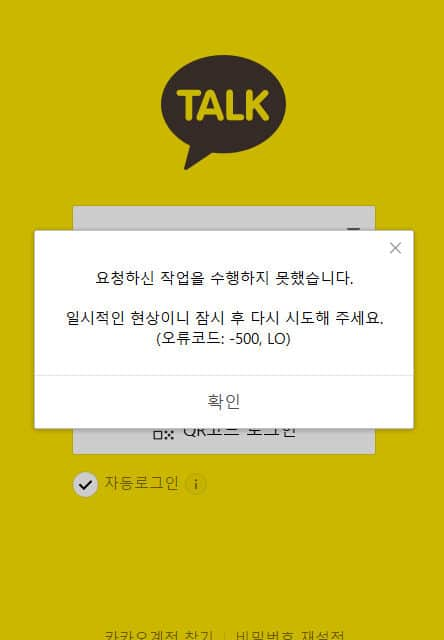 TALK
요청하신 작업을 수행하지 못했습니다.
일시적인 현상이니 잠시 후 다시 시도해 주세요.
(오류코드: -500, LO)
확인
QR코드 로그인
자동로그인
카카오계정 찾기 | 비밀번호 재설정